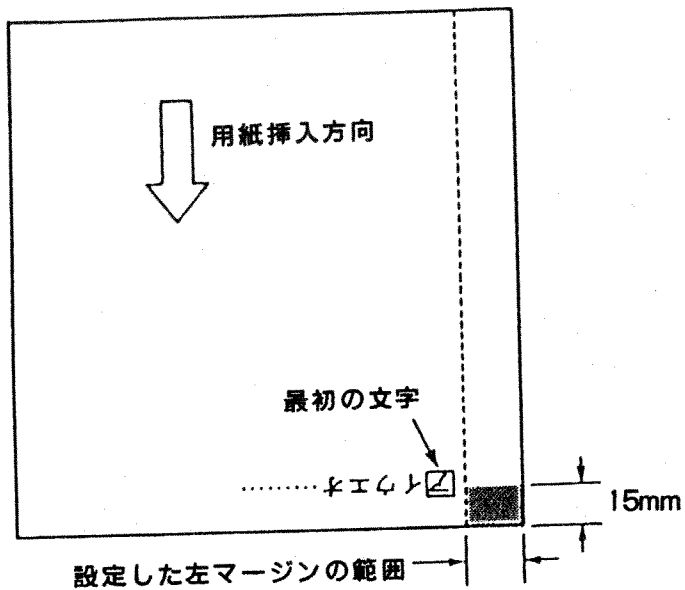 用紙挿入方向
最初の文字
アイウエオ………
15mm
設定した左マージンの範囲